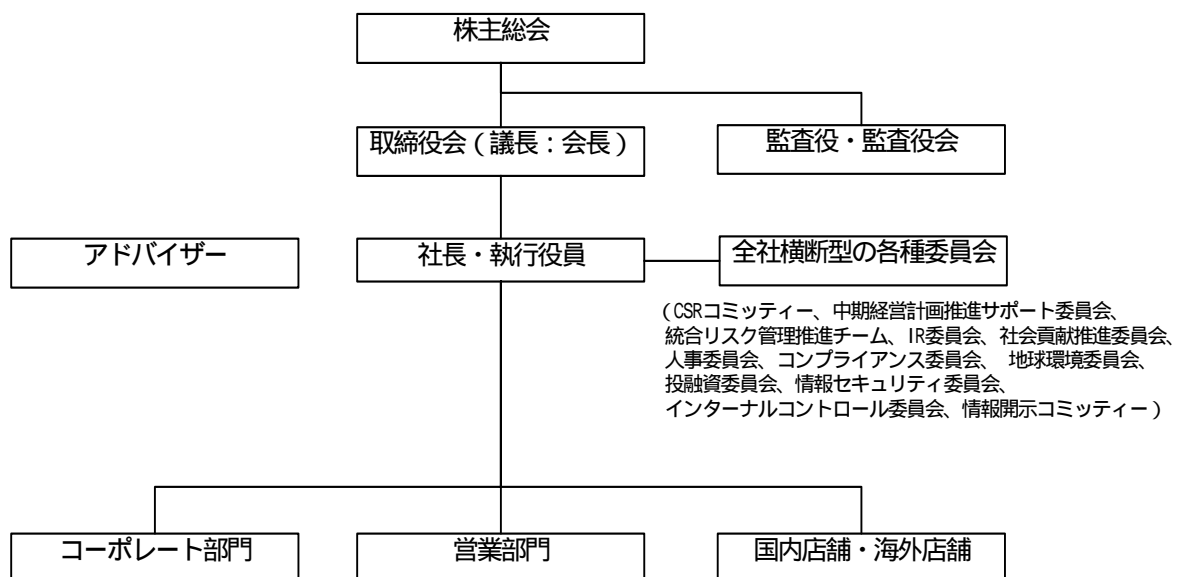 株主総会
取締役会(議長:会長)
監査役・監査役会
アドバイザー
社長・執行役員
全社横断型の各種委員会
(CSRコミッティー、中期経営計画推進サポート委員会、
統合リスク管理推進チーム、IR委員会、社会貢献推進委員会、
人事委員会、コンプライアンス委員会、 地球環境委員会、
投融資委員会、情報セキュリティ委員会、
インターナルコントロール委員会、情報開示コミッティー)
コーポレート部門
営業部門
国内店舗・海外店舗